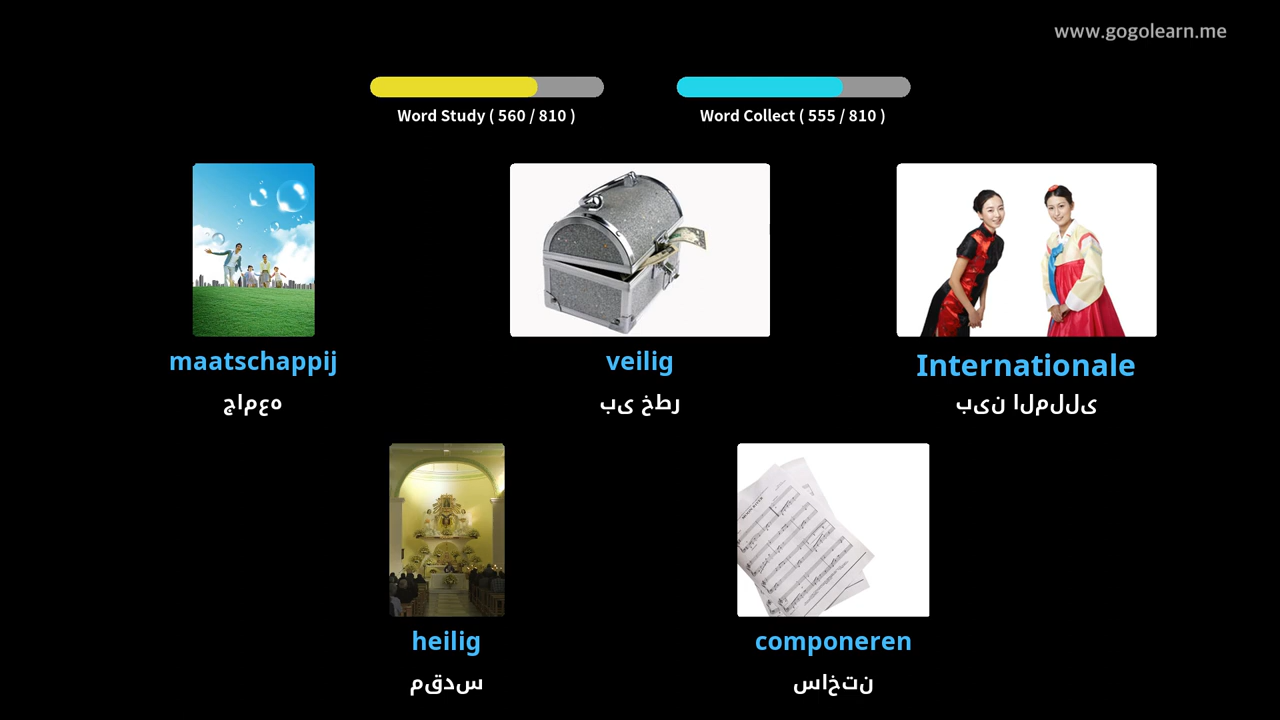 www.gogolearn.me
Word Study ( 560 / 810 )
Word Collect ( 555 / 810 )
maatschappij
جامعه
veilig
بی خطر
Internationale
بین المللی
heilig
مقدس
componeren
ساختن